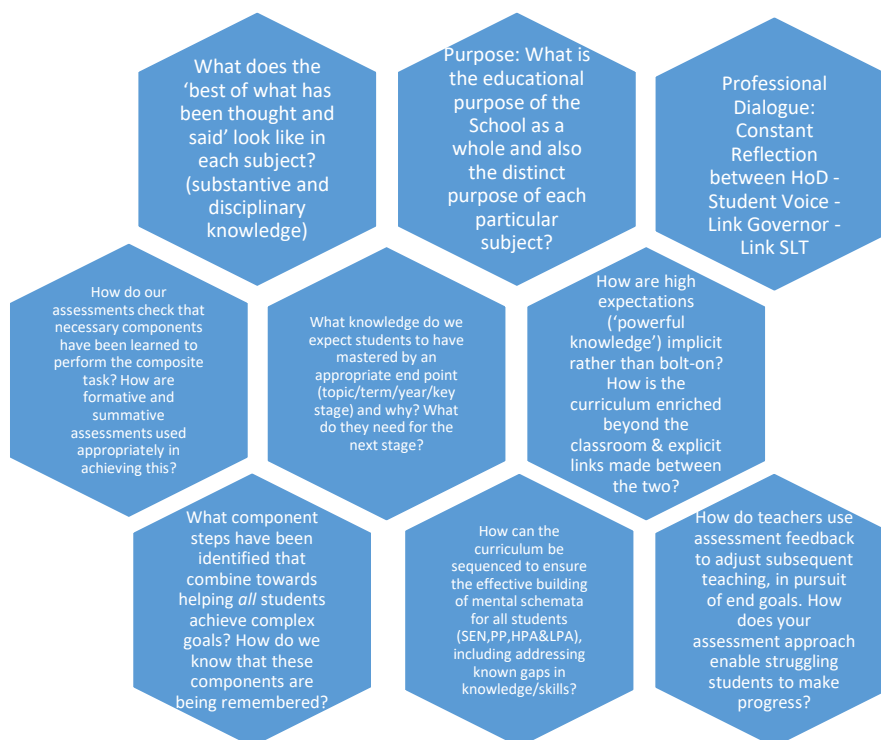 What does the
‘best of what has
been thought and
said’ look like in
each subject?
(substantive and
disciplinary
knowledge)
Purpose: What is
the educational
purpose of the
School as a
whole and also
the distinct
purpose of each
particular
subject?
Professional
Dialogue:
Constant
Reflection
between HoD -
Student Voice -
Link Governor -
Link SLT
How do our
assessments check that
necessary components
have been learned to
perform the composite
task? How are
formative and
summative
assessments used
appropriately in
achieving this?
What knowledge do we
expect students to have
mastered by an
appropriate end point
(topic/term/year/key
stage) and why? What
do they need for the
next stage?
How are high
expectations
(‘powerful
knowledge’) implicit
rather than bolt-on?
How is the
curriculum enriched
beyond the
classroom & explicit
links made between
the two?
What component
steps have been
identified that
combine towards
helping all students
achieve complex
goals? How do we
know that these
components are
being remembered?
How can the
curriculum be
sequenced to ensure
the effective building
of mental schemata
for all students
(SEN,PP,HPA&LPA),
including addressing
known gaps in
knowledge/skills?
How do teachers use
assessment feedback
to adjust subsequent
teaching, in pursuit
of end goals. How
does your
assessment approach
enable struggling
students to make
progress?